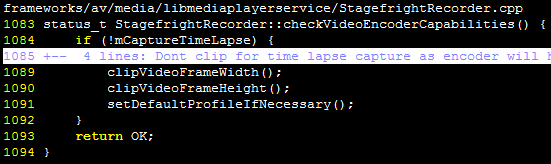 frameworks/av/media/libmediaplayerservice/StagefrightRecorder.cpp
1083 status_t StagefrightRecorder::checkVideoEncoderCapabilities() {
1084     if (!mCaptureTimeLapse) {
1085 +--  4 lines: Dont clip for time lapse capture as encoder will
1089         clipVideoFrameWidth();
1090         clipVideoFrameHeight();
1091         setDefaultProfileIfNecessary();
1092     }
1093     return OK;
1094 }